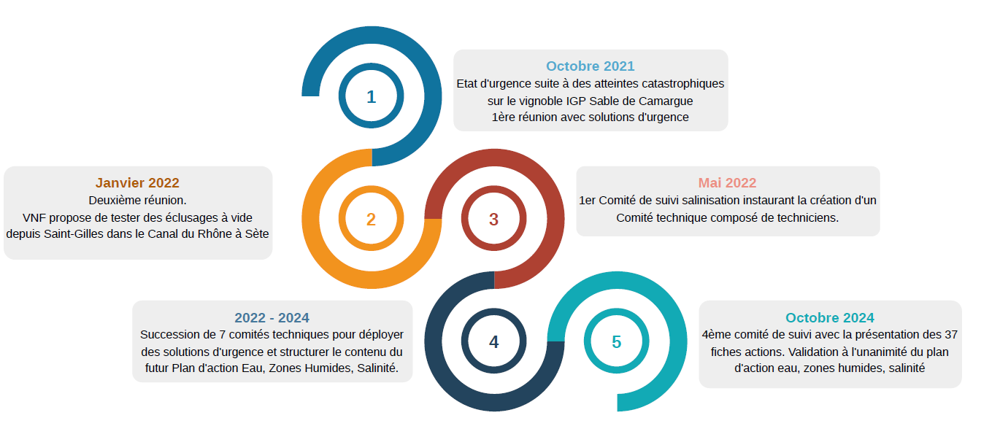 1
Octobre 2021
Etat d'urgence suite à des atteintes catastrophiques
sur le vignoble IGP Sable de Camargue
1ère réunion avec solutions d'urgence
Janvier 2022
Deuxième réunion.
VNF propose de tester des éclusages à vide
depuis Saint-Gilles dans le Canal du Rhône à Sète
2
3
Mai 2022
1er Comité de suivi salinisation instaurant la création d'un
Comité technique composé de techniciens.
2022 - 2024
Succession de 7 comités techniques pour déployer
des solutions d'urgence et structurer le contenu du
futur Plan d'action Eau, Zones Humides, Salinité.
4
5
Octobre 2024
4ème comité de suivi avec la présentation des 37
fiches actions. Validation à l'unanimité du plan
d'action eau, zones humides, salinité